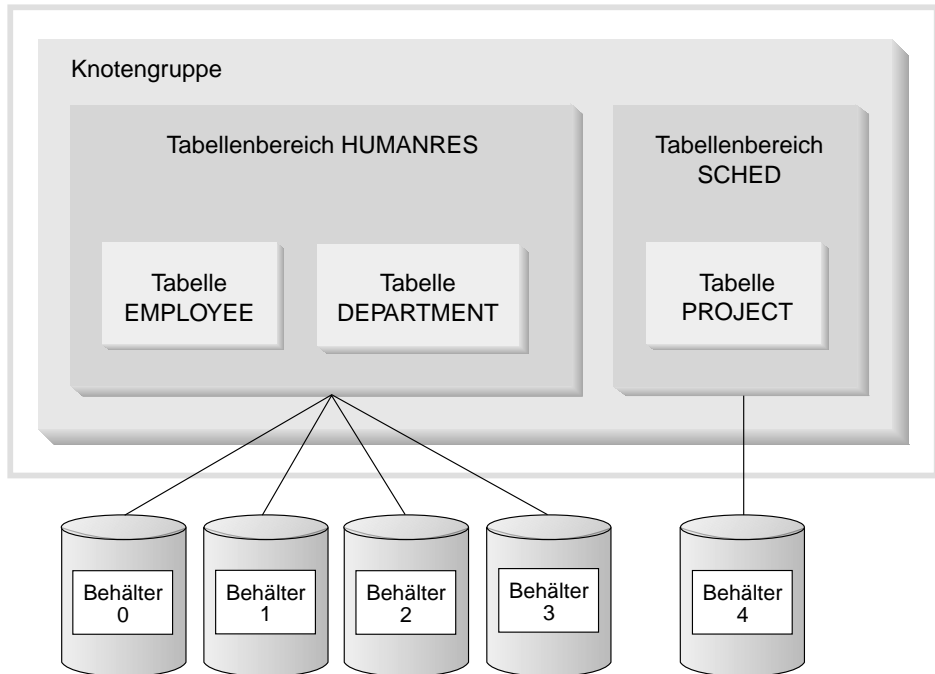 Knotengruppe
Tabellenbereich HUMANRES
Tabellenbereich
SCHED
Tabelle
EMPLOYEE
Tabelle
DEPARTMENT
Tabelle
PROJECT
Behälter
0
Behälter
1
Behälter
2
Behälter
3
Behälter
4